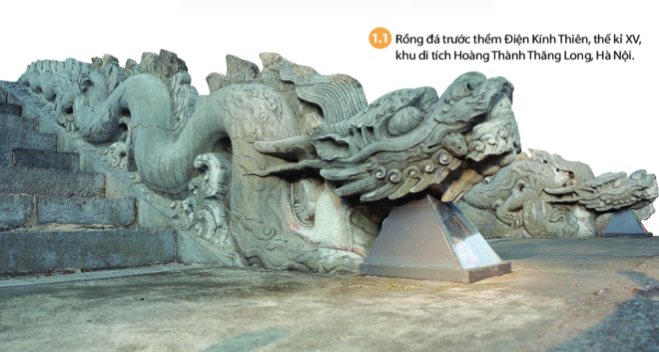 1.1 Rồng đá trước thềm Điện Kính Thiên, thế kỉ XV,
khu di tích Hoàng Thành Thăng Long, Hà Nội.